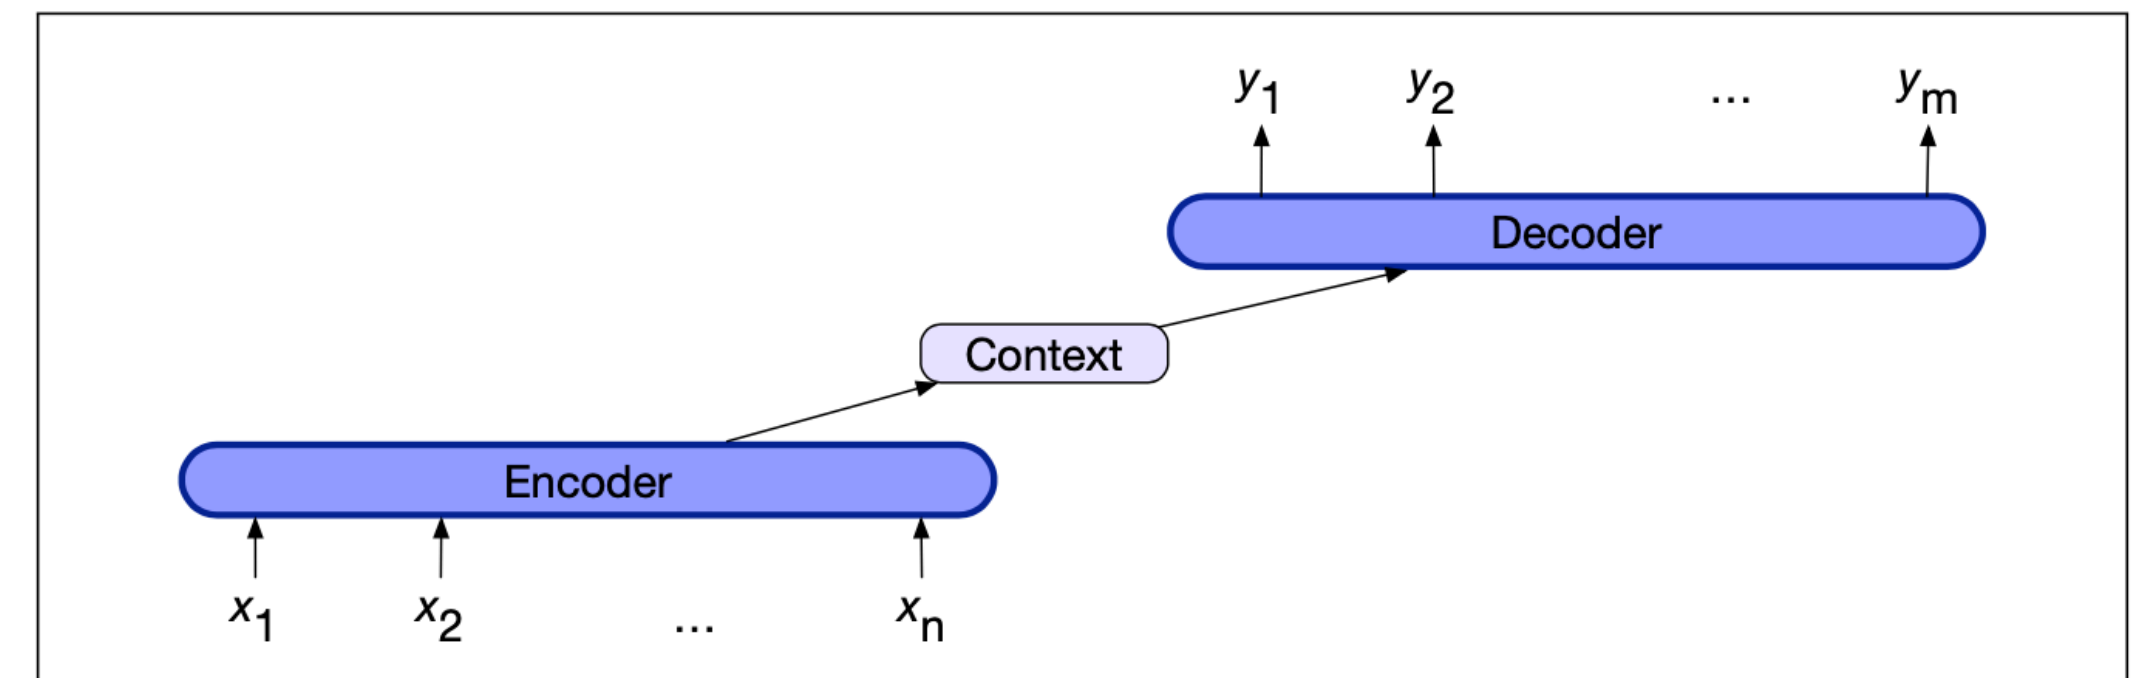 y1 y2 ... ym
Decoder
Context
Encoder
x1 x2 ... xn